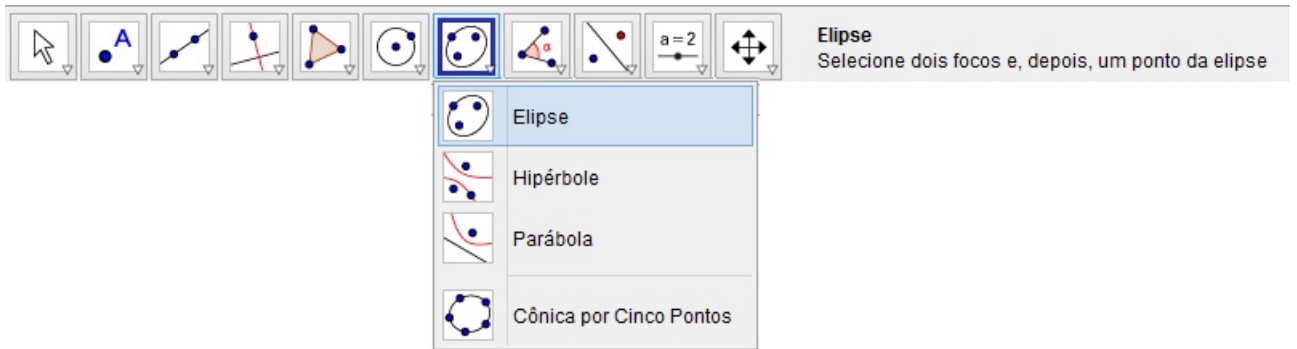 A
α
a=2
Elipse
Selecione dois focos e, depois, um ponto da elipse
Elipse
Hipérbole
Parábola
Cônica por Cinco Pontos